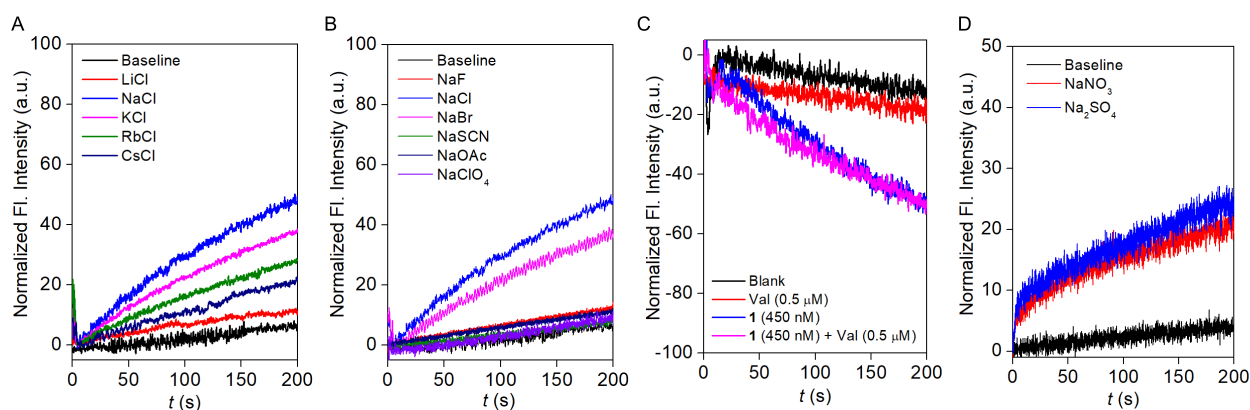 A
Normalized Fl. Intensity (a.u.)
100
80
60
40
20
0
Baseline
LiCl
NaCl
KCl
RbCl
CsCl
0 50 100 150 200
t (s)
B
Normalized Fl. Intensity (a.u.)
100
80
60
40
20
0
Baseline
NaF
NaCl
NaBr
NaSCN
NaOAc
NaClO₄
0 50 100 150 200
t (s)
C
Normalized Fl. Intensity (a.u.)
0
-20
-40
-60
-80
-100
Blank
Val (0.5 μM)
1 (450 nM)
1 (450 nM) + Val (0.5 μM)
0 50 100 150 200
t (s)
D
Normalized Fl. Intensity (a.u.)
50
40
30
20
10
0
Baseline
NaNO₃
Na₂SO₄
0 50 100 150 200
t (s)